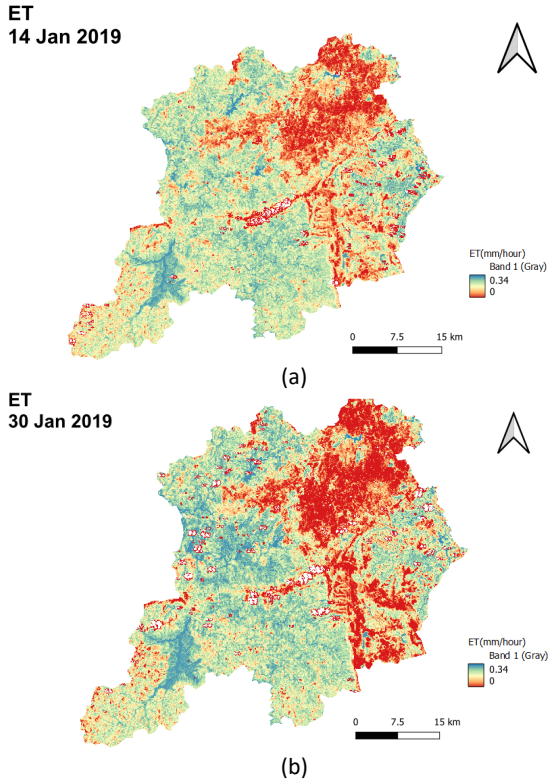 ET
14 Jan 2019
ET(mm/hour)
Band 1 (Gray)
0.34
0
0 7.5 15 km
(a)
ET
30 Jan 2019
ET(mm/hour)
Band 1 (Gray)
0.34
0
0 7.5 15 km
(b)